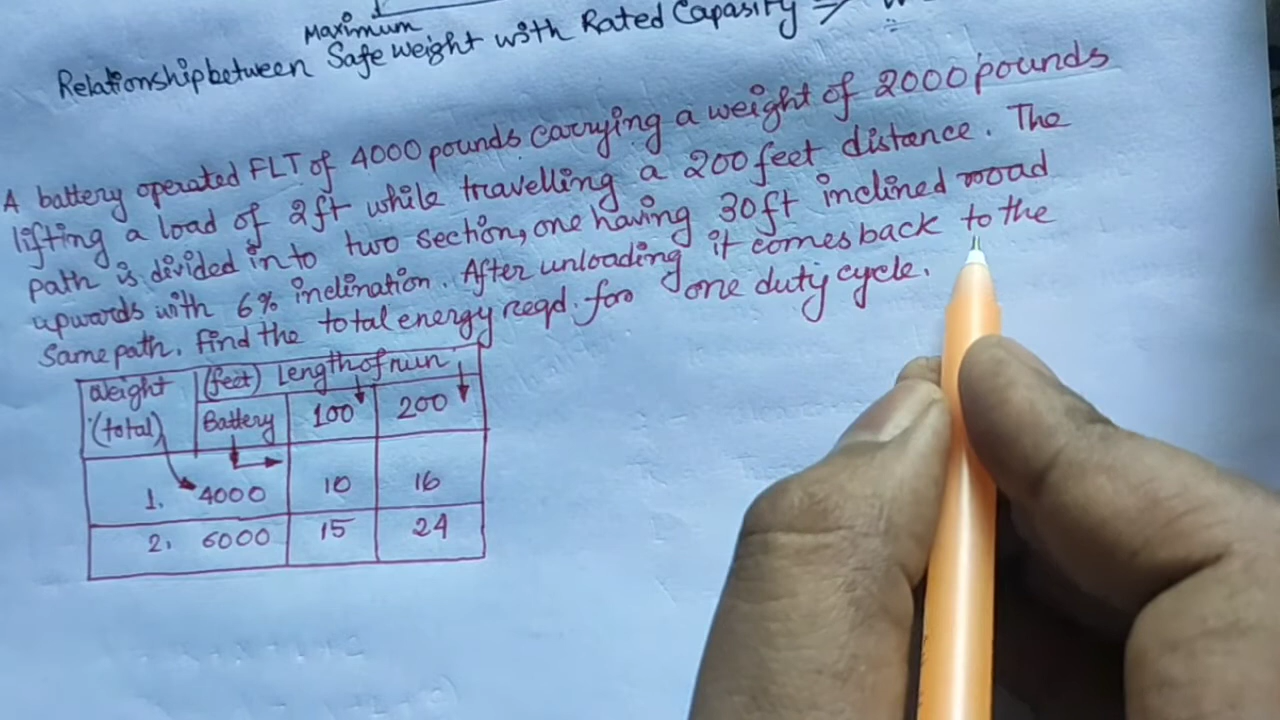 Maximum
Relationship between Safe Weight with Rated Capasity ⇒
A battery operated FLT of 4000 pounds carrying a weight of 2000 pounds
lifting a load of 2ft while travelling a 200 feet distance. The
path is divided in to two section, one having 30ft inclined road
upwards with 6% inclination. After unloading it comes back to the
Same path. Find the total energy reqd. for one duty cycle.
Weight (total) (feet) Length of run
Battery 100 200
1. 4000 10 16
2. 6000 15 24